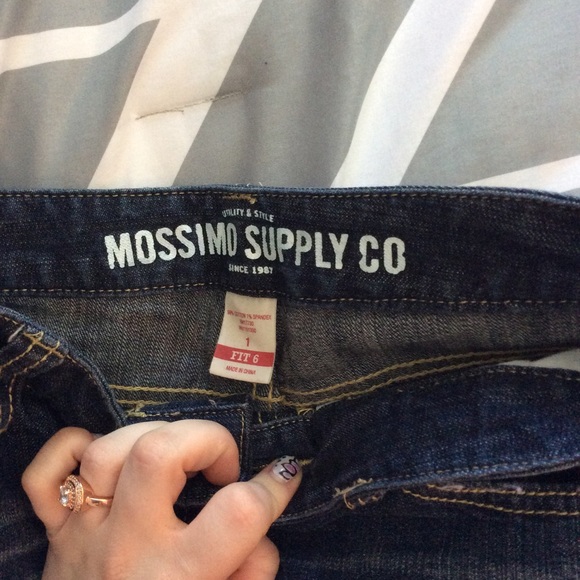 UTILITY & STYLE
MOSSIMO SUPPLY CO
SINCE 1987
1
FIT 6
MADE IN CHINA